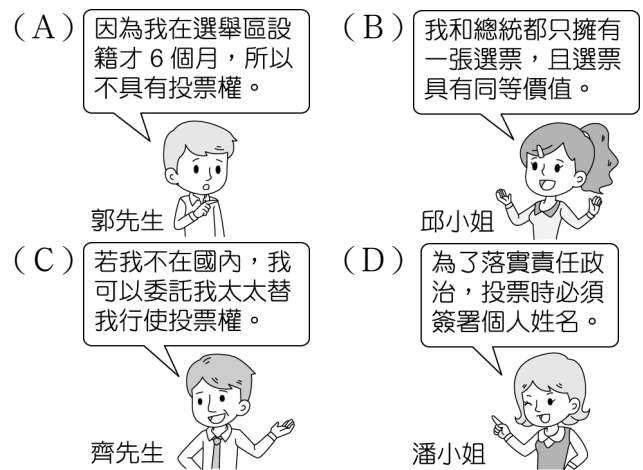 （A）
因為我在選舉區設
籍才 6 個月，所以
不具有投票權。
郭先生
（B）
我和總統都只擁有
一張選票，且選票
具有同等價值。
邱小姐
（C）
若我不在國內，我
可以委託我太太替
我行使投票權。
齊先生
（D）
為了落實責任政
治，投票時必須
簽署個人姓名。
潘小姐